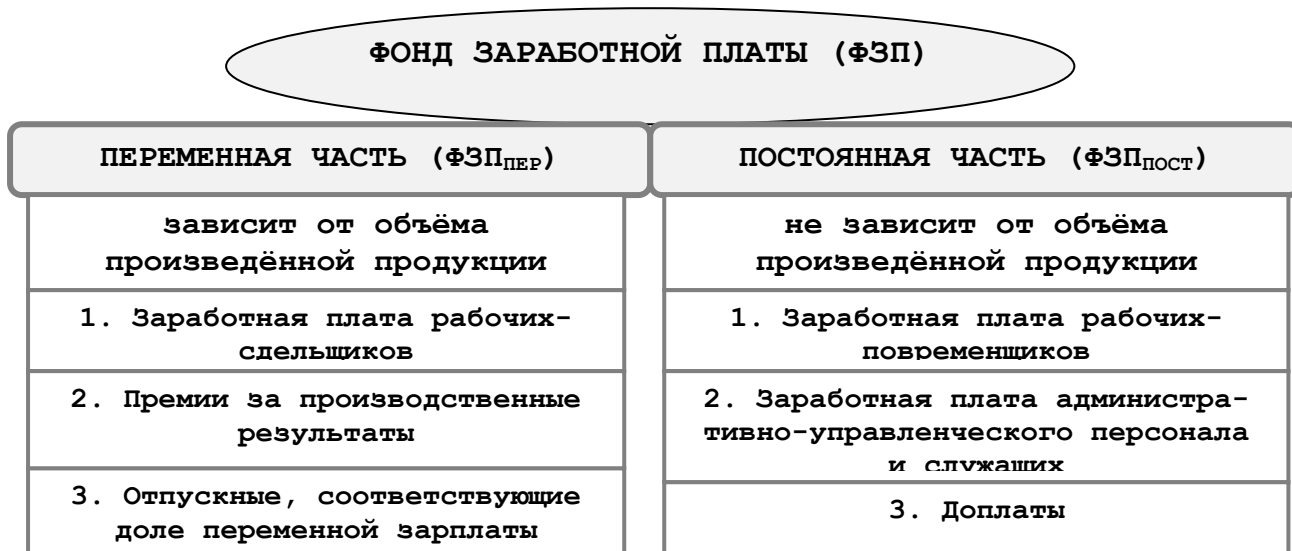 ФОНД ЗАРАБОТНОЙ ПЛАТЫ (ФЗП)
ПЕРЕМЕННАЯ ЧАСТЬ (ФЗППЕР)
зависит от объёма
произведённой продукции
1. Заработная плата рабочих-
сдельщиков
2. Премии за производственные
результаты
3. Отпускные, соответствующие
доле переменной зарплаты
ПОСТОЯННАЯ ЧАСТЬ (ФЗППОСТ)
не зависит от объёма
произведённой продукции
1. Заработная плата рабочих-
повременщиков
2. Заработная плата администра-
тивно-управленческого персонала
и служащих
3. Доплаты